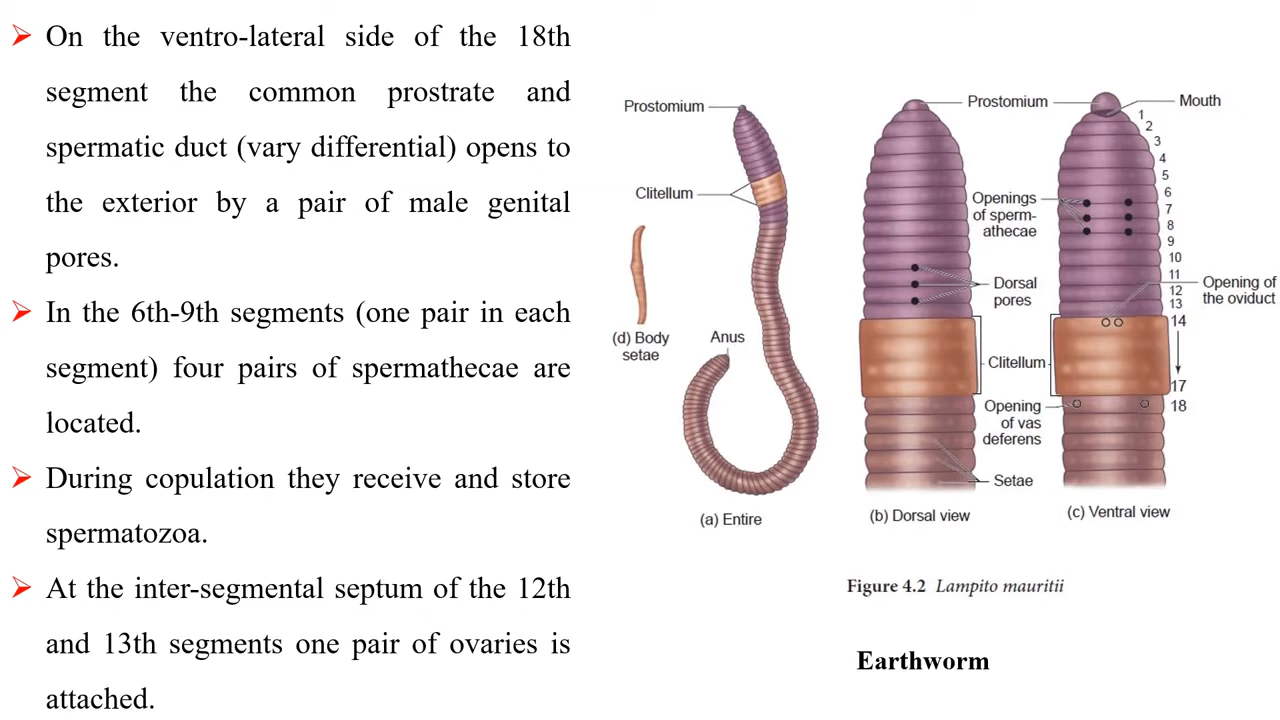 On the ventro-lateral side of the 18th
segment the common prostrate and
spermatic duct (vary differential) opens to
the exterior by a pair of male genital
pores.
In the 6th-9th segments (one pair in each
segment) four pairs of spermathecae are
located.
During copulation they receive and store
spermatozoa.
At the inter-segmental septum of the 12th
and 13th segments one pair of ovaries is
attached.
Prostomium
Clitellum
(d) Body
setae
Anus
(a) Entire
Prostomium
Mouth
1
2
3
4
5
6
7
8
9
10
11
12
13
14
17
18
Openings
of sperm-
athecae
Dorsal
pores
Opening of
the oviduct
Clitellum
Opening
of vas
deferens
Setae
(b) Dorsal view
(c) Ventral view
Figure 4.2 Lampito mauritii
Earthworm